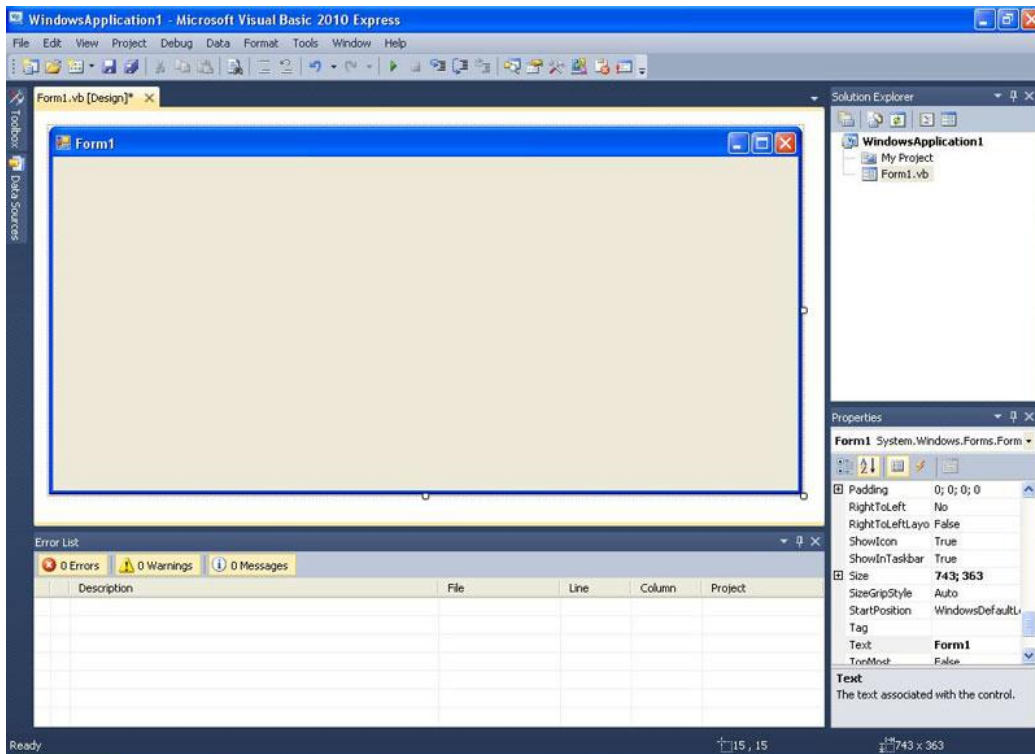 WindowsApplication1 - Microsoft Visual Basic 2010 Express
File Edit View Project Debug Data Format Tools Window Help
Toolbox
Data Sources
Form1.vb [Design]*
Form1
Solution Explorer
WindowsApplication1
My Project
Form1.vb
Properties
Form1 System.Windows.Forms.Form
Padding 0; 0; 0; 0
RightToLeft No
RightToLeftLayo False
ShowIcon True
ShowInTaskbar True
Size 743; 363
SizeGripStyle Auto
StartPosition WindowsDefaultL
Tag
Text Form1
TopMost False
Text
The text associated with the control.
Error List
0 Errors 0 Warnings 0 Messages
Description File Line Column Project
Ready 15 , 15 743 x 363